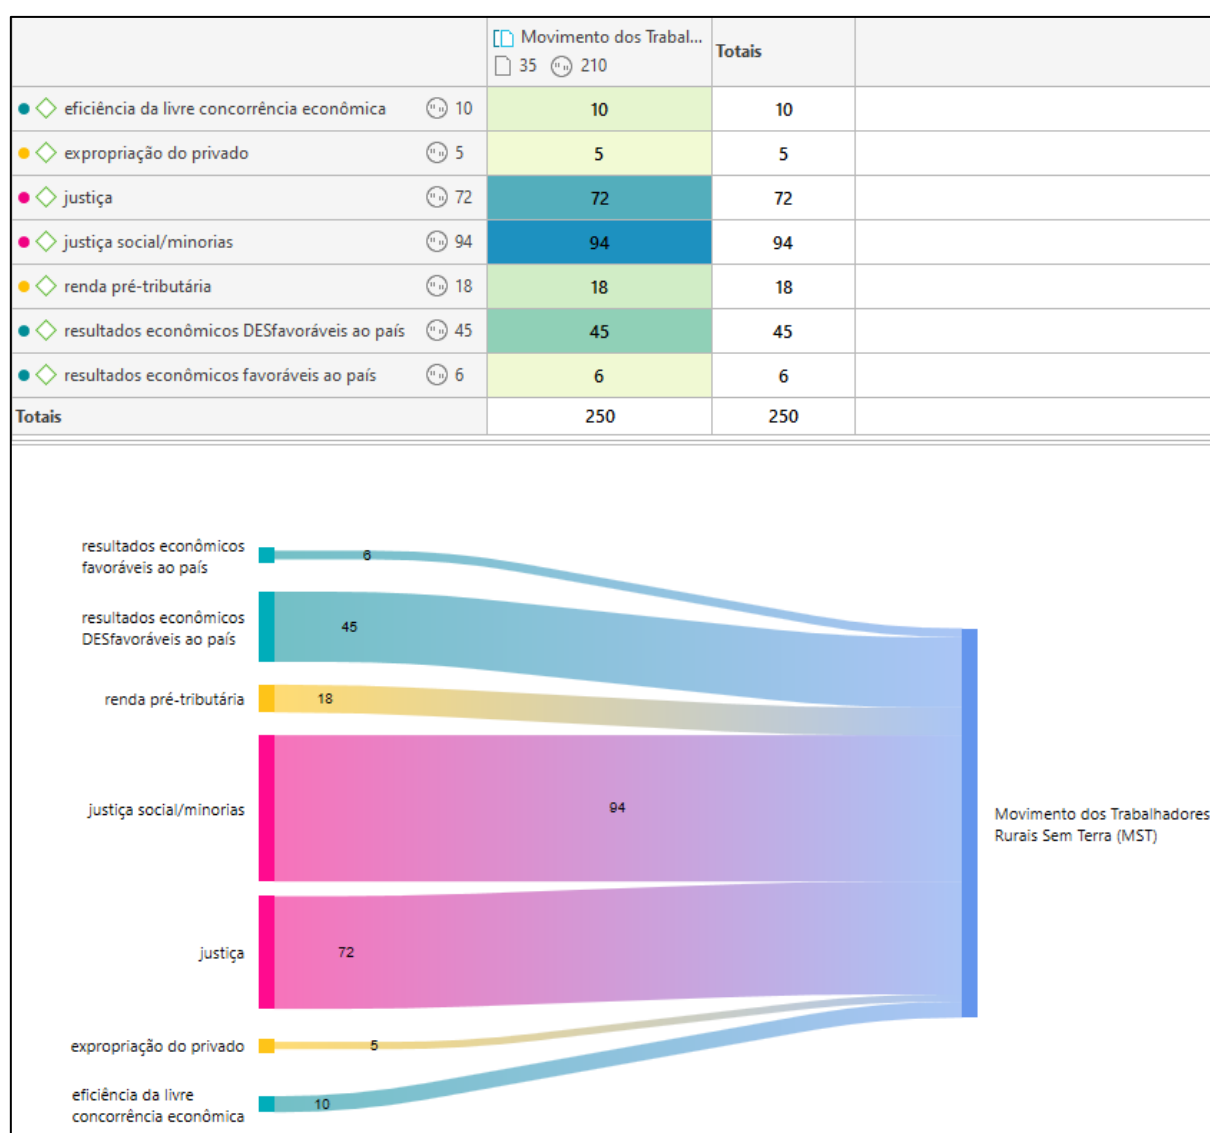 Movimento dos Trabal...
35 210
Totais
eficiência da livre concorrência econômica 10 10 10
expropriação do privado 5 5 5
justiça 72 72 72
justiça social/minorias 94 94 94
renda pré-tributária 18 18 18
resultados econômicos DESfavoráveis ao país 45 45 45
resultados econômicos favoráveis ao país 6 6 6
Totais 250 250
resultados econômicos
favoráveis ao país
6
resultados econômicos
DESfavoráveis ao país
45
renda pré-tributária
18
justiça social/minorias
94
Movimento dos Trabalhadores
Rurais Sem Terra (MST)
justiça
72
expropriação do privado
5
eficiência da livre
concorrência econômica
10